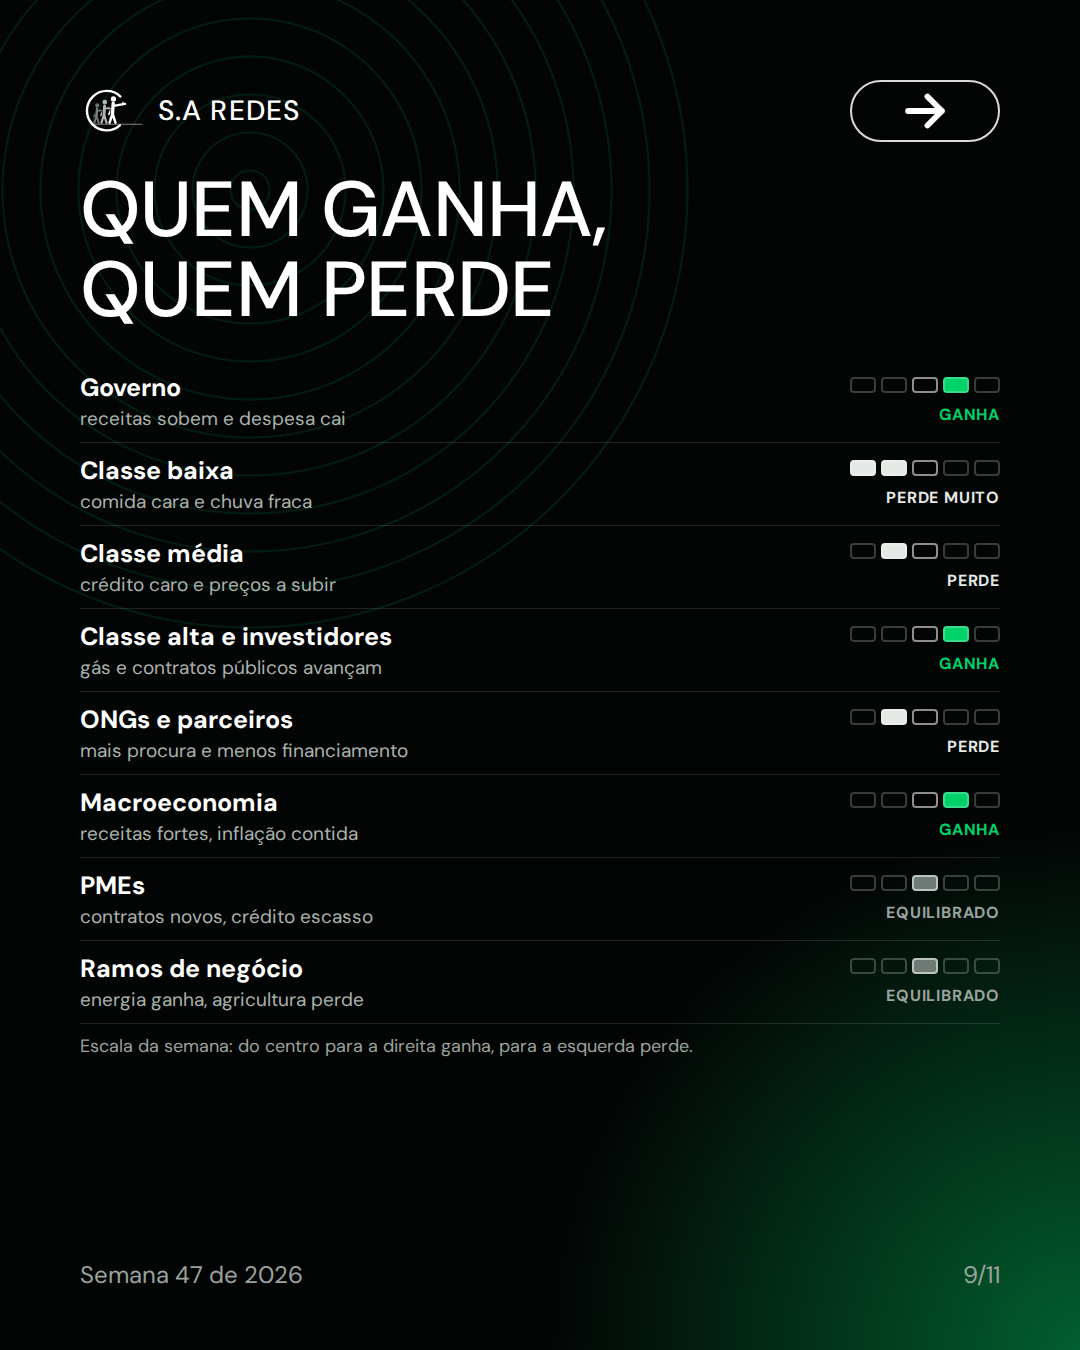 S.A REDES
QUEM GANHA,
QUEM PERDE
Governo
receitas sobem e despesa cai
GANHA
Classe baixa
comida cara e chuva fraca
PERDE MUITO
Classe média
crédito caro e preços a subir
PERDE
Classe alta e investidores
gás e contratos públicos avançam
GANHA
ONGs e parceiros
mais procura e menos financiamento
PERDE
Macroeconomia
receitas fortes, inflação contida
GANHA
PMEs
contratos novos, crédito escasso
EQUILIBRADO
Ramos de negócio
energia ganha, agricultura perde
EQUILIBRADO
Escala da semana: do centro para a direita ganha, para a esquerda perde.
Semana 47 de 2026
9/11